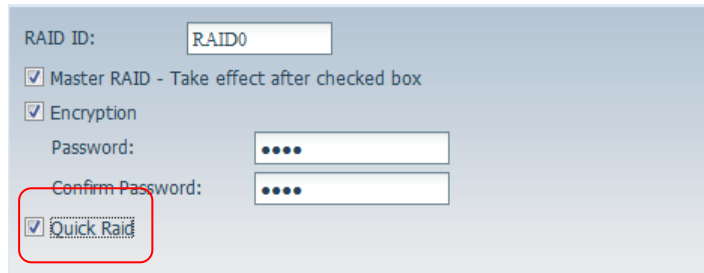 RAID ID: RAID0
Master RAID - Take effect after checked box
Encryption
Password: ●●●●
Confirm Password: ●●●●
Quick Raid